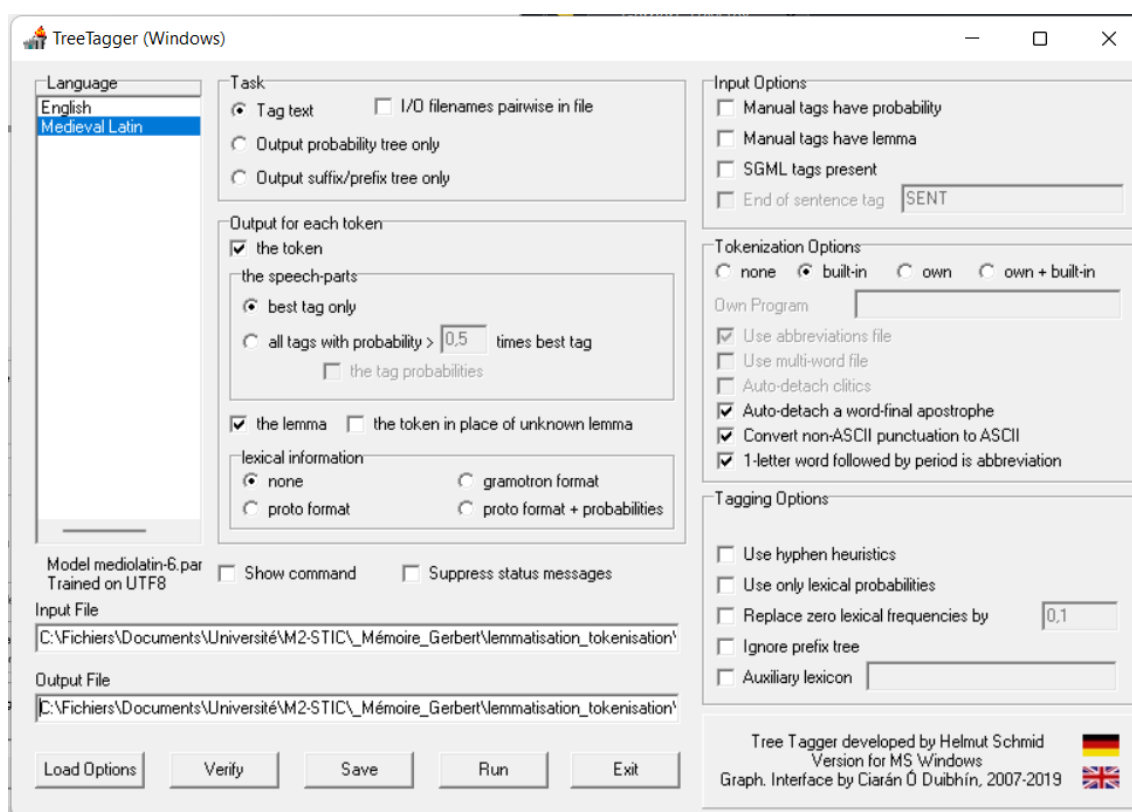 TreeTagger (Windows)
Language
English
Medieval Latin
Model mediolatin-6.par
Trained on UTF8
Task
Tag text
I/O filenames pairwise in file
Output probability tree only
Output suffix/prefix tree only
Output for each token
the token
the speech-parts
best tag only
all tags with probability > 0,5 times best tag
the tag probabilities
the lemma
the token in place of unknown lemma
lexical information
none
gramotron format
proto format
proto format + probabilities
Show command
Suppress status messages
Input File
C:\Fichiers\Documents\Université\M2-STIC\_Mémoire_Gerbert\lemmatisation_tokenisation\
Output File
C:\Fichiers\Documents\Université\M2-STIC\_Mémoire_Gerbert\lemmatisation_tokenisation\
Load Options
Verify
Save
Run
Exit
Input Options
Manual tags have probability
Manual tags have lemma
SGML tags present
End of sentence tag SENT
Tokenization Options
none built-in own own + built-in
Own Program
Use abbreviations file
Use multi-word file
Auto-detach clitics
Auto-detach a word-final apostrophe
Convert non-ASCII punctuation to ASCII
1-letter word followed by period is abbreviation
Tagging Options
Use hyphen heuristics
Use only lexical probabilities
Replace zero lexical frequencies by 0,1
Ignore prefix tree
Auxiliary lexicon
Tree Tagger developed by Helmut Schmid
Version for MS Windows
Graph. Interface by Ciarán Ó Duibhín, 2007-2019